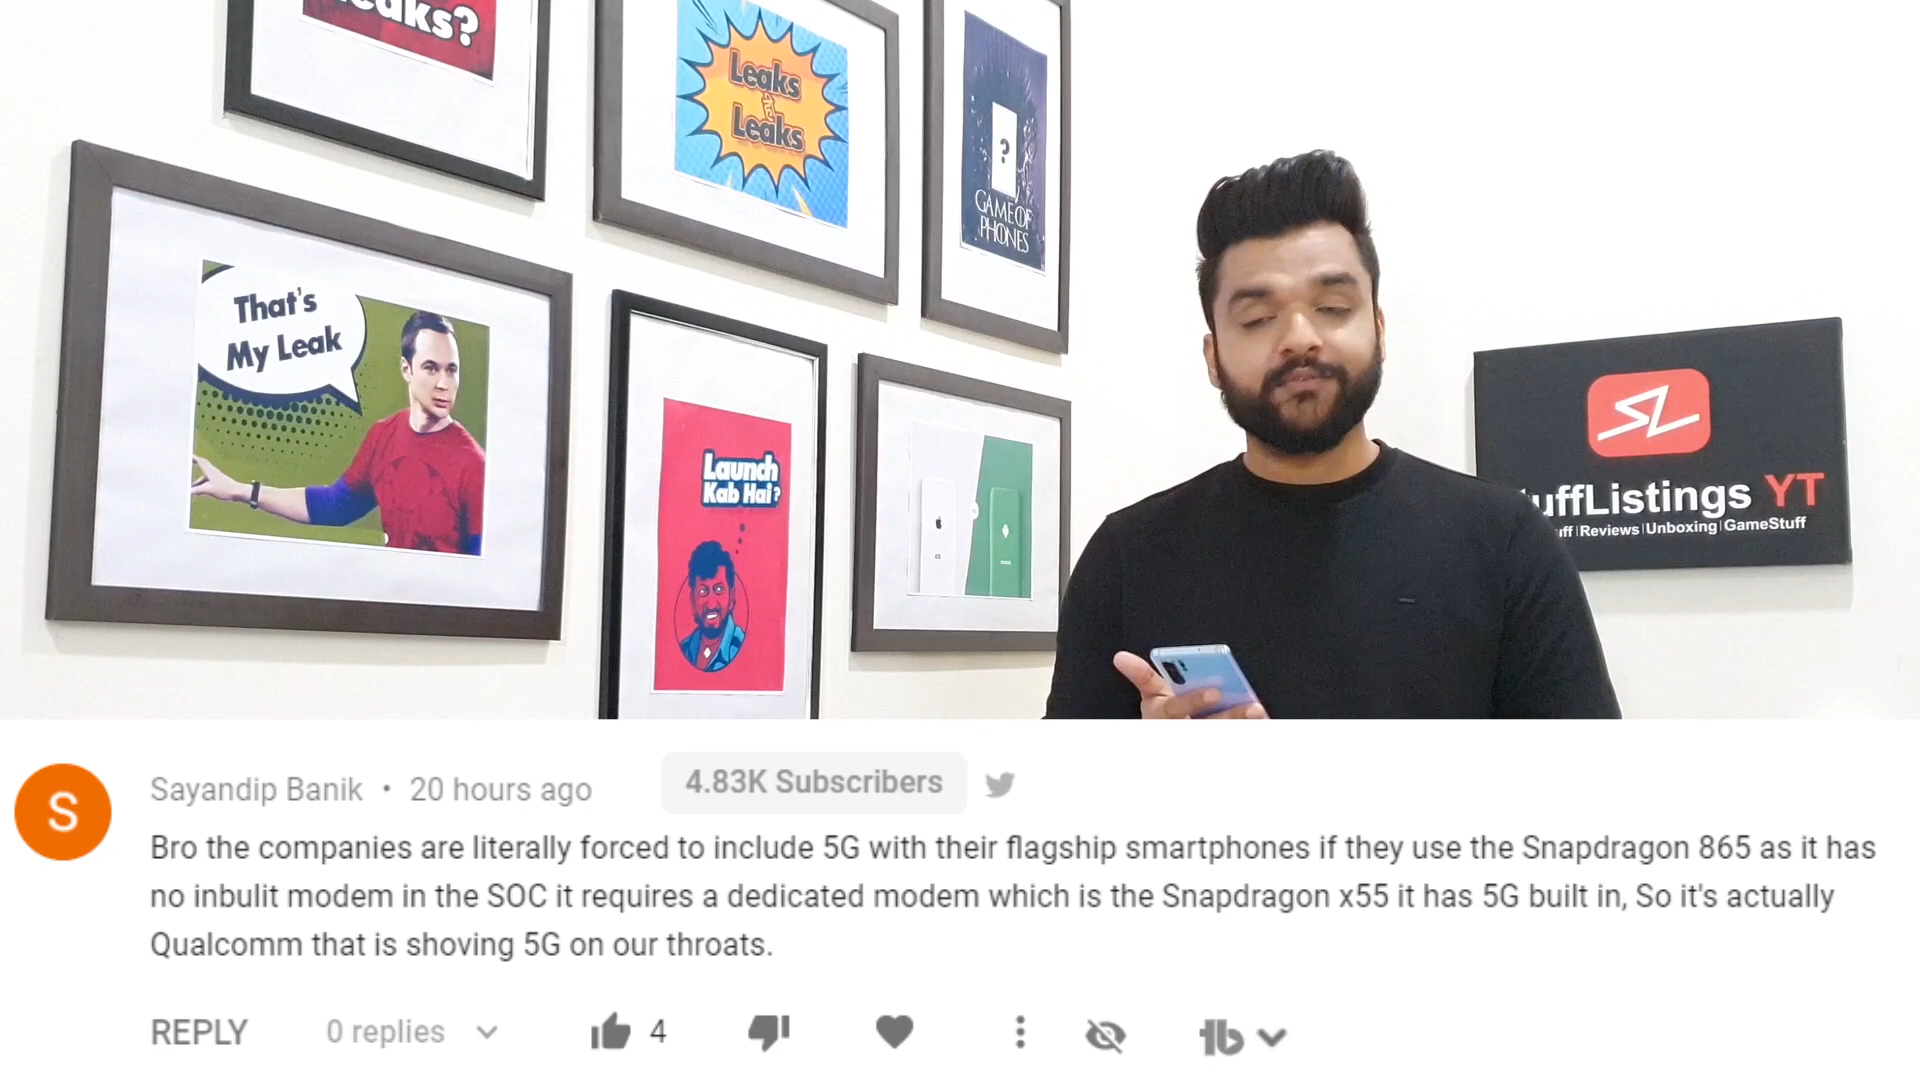 Leaks
&
Leaks
?
GAME OF
PHONES
That's
My Leak
Launch
Kab Hai?
uffListings YT
uff | Reviews | Unboxing | GameStuff
S
Sayandip Banik • 20 hours ago
4.83K Subscribers
Bro the companies are literally forced to include 5G with their flagship smartphones if they use the Snapdragon 865 as it has
no inbulit modem in the SOC it requires a dedicated modem which is the Snapdragon x55 it has 5G built in, So it's actually
Qualcomm that is shoving 5G on our throats.
REPLY 0 replies 4